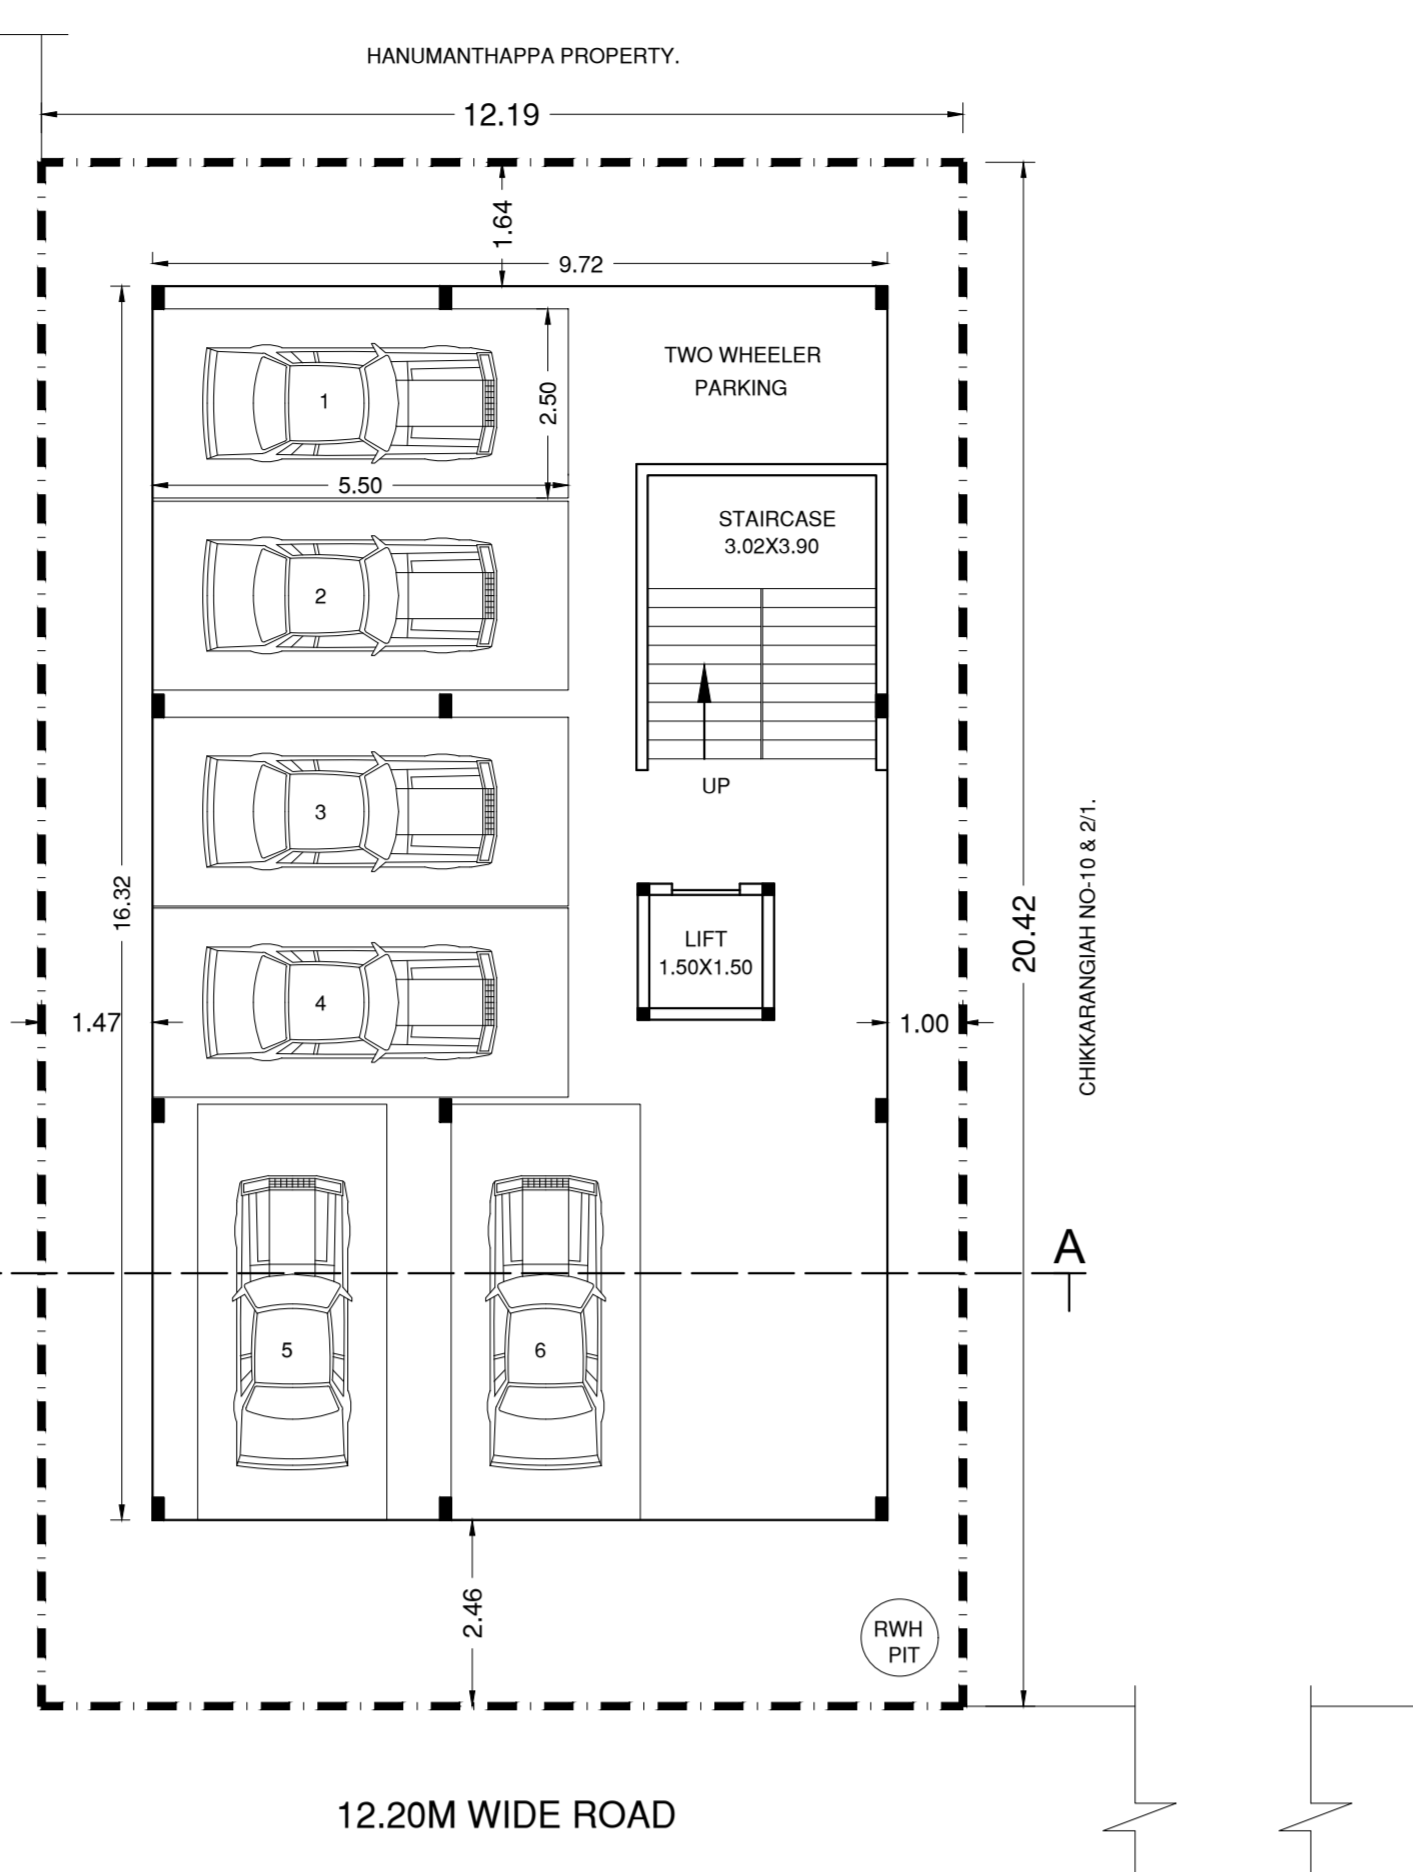 HANUMANTHAPPA PROPERTY.
12.19
1.64
9.72
TWO WHEELER
PARKING
1
2.50
5.50
STAIRCASE
3.02X3.90
2
UP
3
16.32
20.42
CHIKKARANGIAH NO-10 & 2/1.
LIFT
1.50X1.50
4
1.47
1.00
A
5
6
2.46
RWH
PIT
12.20M WIDE ROAD